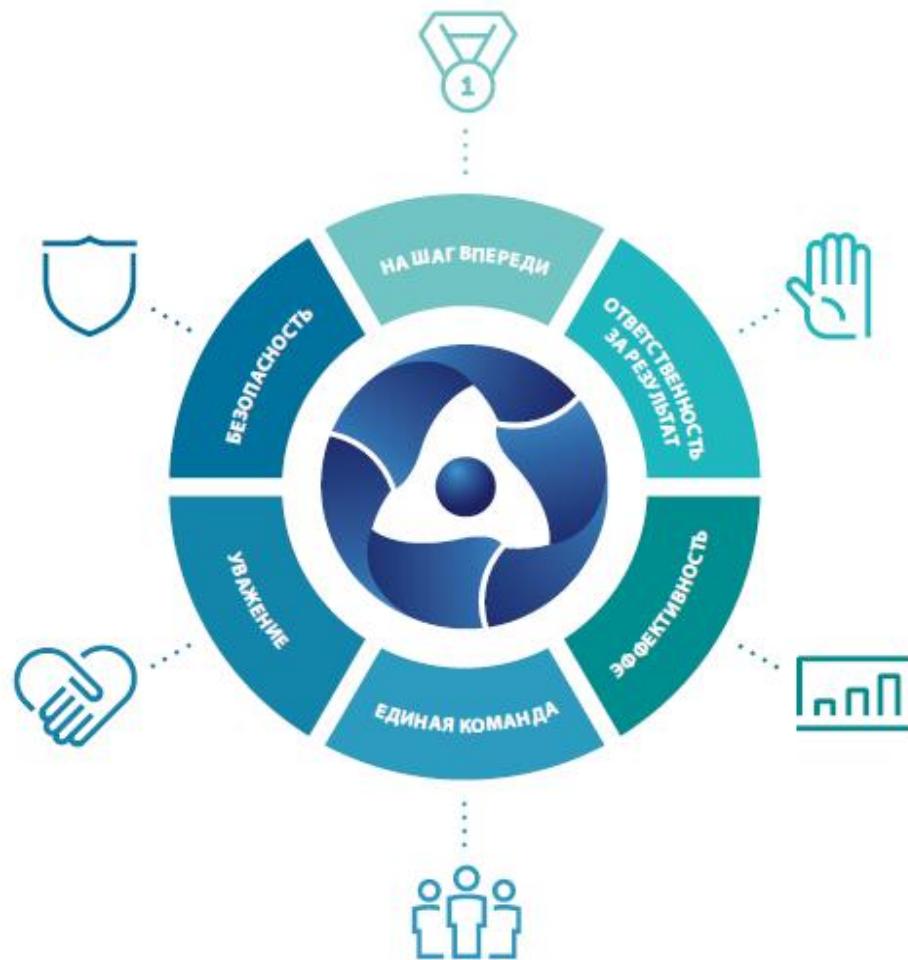 1
НА ШАГ ВПЕРЕДИ
ОТВЕТСТВЕННОСТЬ
ЗА РЕЗУЛЬТАТ
ЭФФЕКТИВНОСТЬ
ЕДИНАЯ КОМАНДА
УВАЖЕНИЕ
БЕЗОПАСНОСТЬ